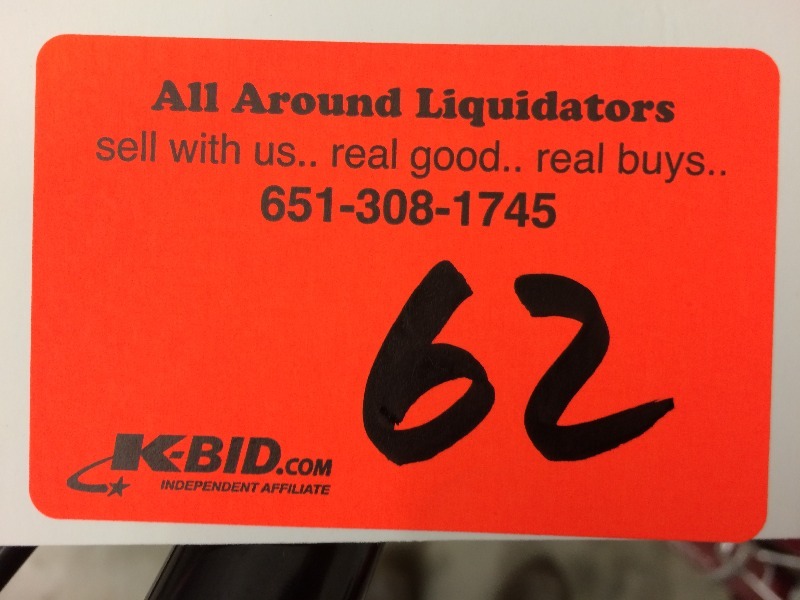 All Around Liquidators
sell with us.. real good.. real buys..
651-308-1745
62
K-BID.COM
INDEPENDENT AFFILIATE